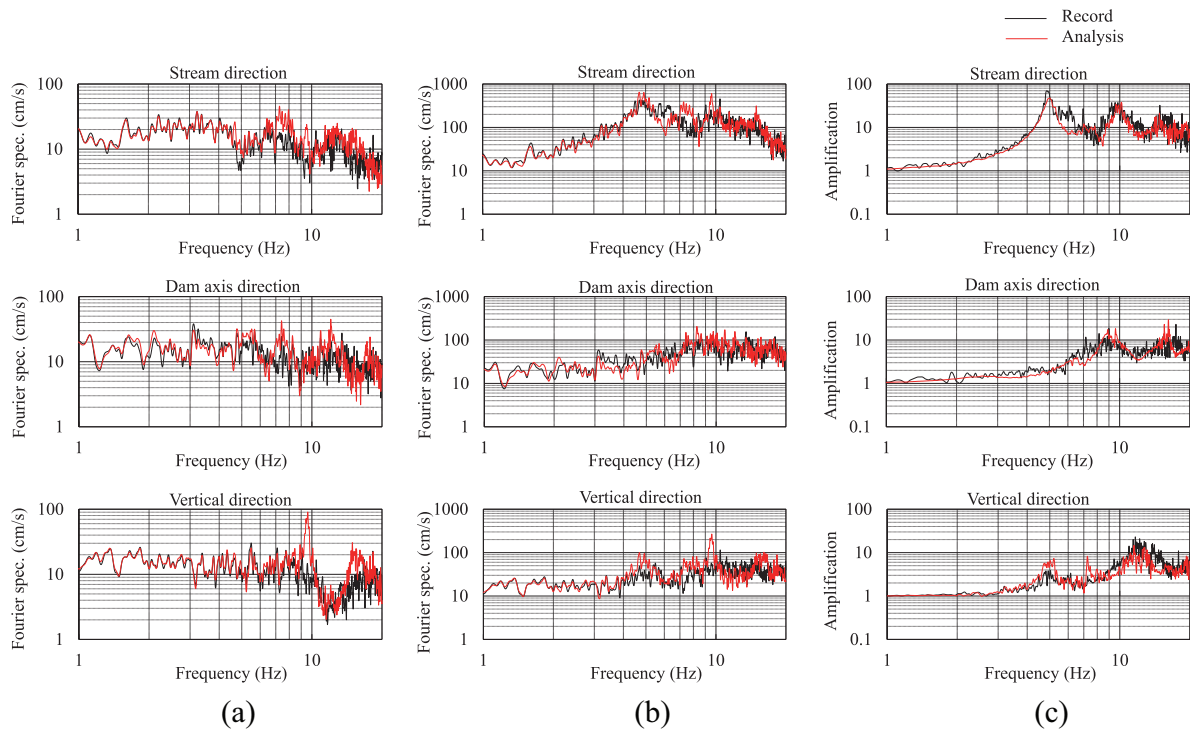 Record
Analysis
Stream direction
Fourier spec. (cm/s)
100
10
1
1
10
Frequency (Hz)
Stream direction
Fourier spec. (cm/s)
1000
100
10
1
1
10
Frequency (Hz)
Stream direction
Amplification
100
10
1
0.1
1
10
Frequency (Hz)
Dam axis direction
Fourier spec. (cm/s)
100
10
1
1
10
Frequency (Hz)
Dam axis direction
Fourier spec. (cm/s)
1000
100
10
1
1
10
Frequency (Hz)
Dam axis direction
Amplification
100
10
1
0.1
1
10
Frequency (Hz)
Vertical direction
Fourier spec. (cm/s)
100
10
1
1
10
Frequency (Hz)
Vertical direction
Fourier spec. (cm/s)
1000
100
10
1
1
10
Frequency (Hz)
Vertical direction
Amplification
100
10
1
0.1
1
10
Frequency (Hz)
(a)
(b)
(c)